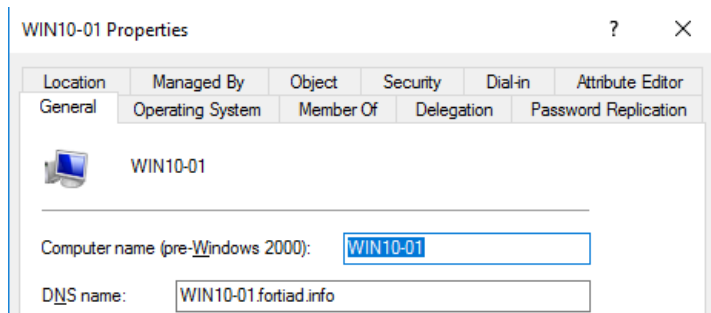 WIN10-01 Properties ? ×
Location Managed By Object Security Dial-in Attribute Editor
General Operating System Member Of Delegation Password Replication
WIN10-01
Computer name (pre-Windows 2000): WIN10-01
DNS name: WIN10-01.fortiad.info